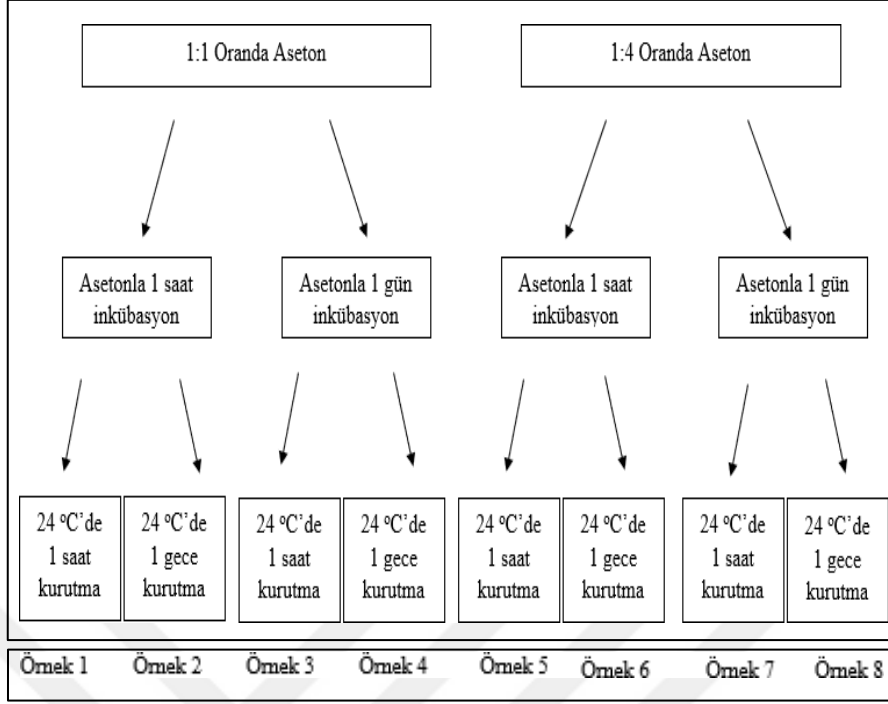 1:1 Oranda Aseton
1:4 Oranda Aseton
Asetonla 1 saat
inkübasyon
Asetonla 1 gün
inkübasyon
Asetonla 1 saat
inkübasyon
Asetonla 1 gün
inkübasyon
24 ºC’de
1 saat
kurutma
24 ºC’de
1 gece
kurutma
24 ºC’de
1 saat
kurutma
24 ºC’de
1 gece
kurutma
24 ºC’de
1 saat
kurutma
24 ºC’de
1 gece
kurutma
24 ºC’de
1 saat
kurutma
24 ºC’de
1 gece
kurutma
Örnek 1
Örnek 2
Örnek 3
Örnek 4
Örnek 5
Örnek 6
Örnek 7
Örnek 8